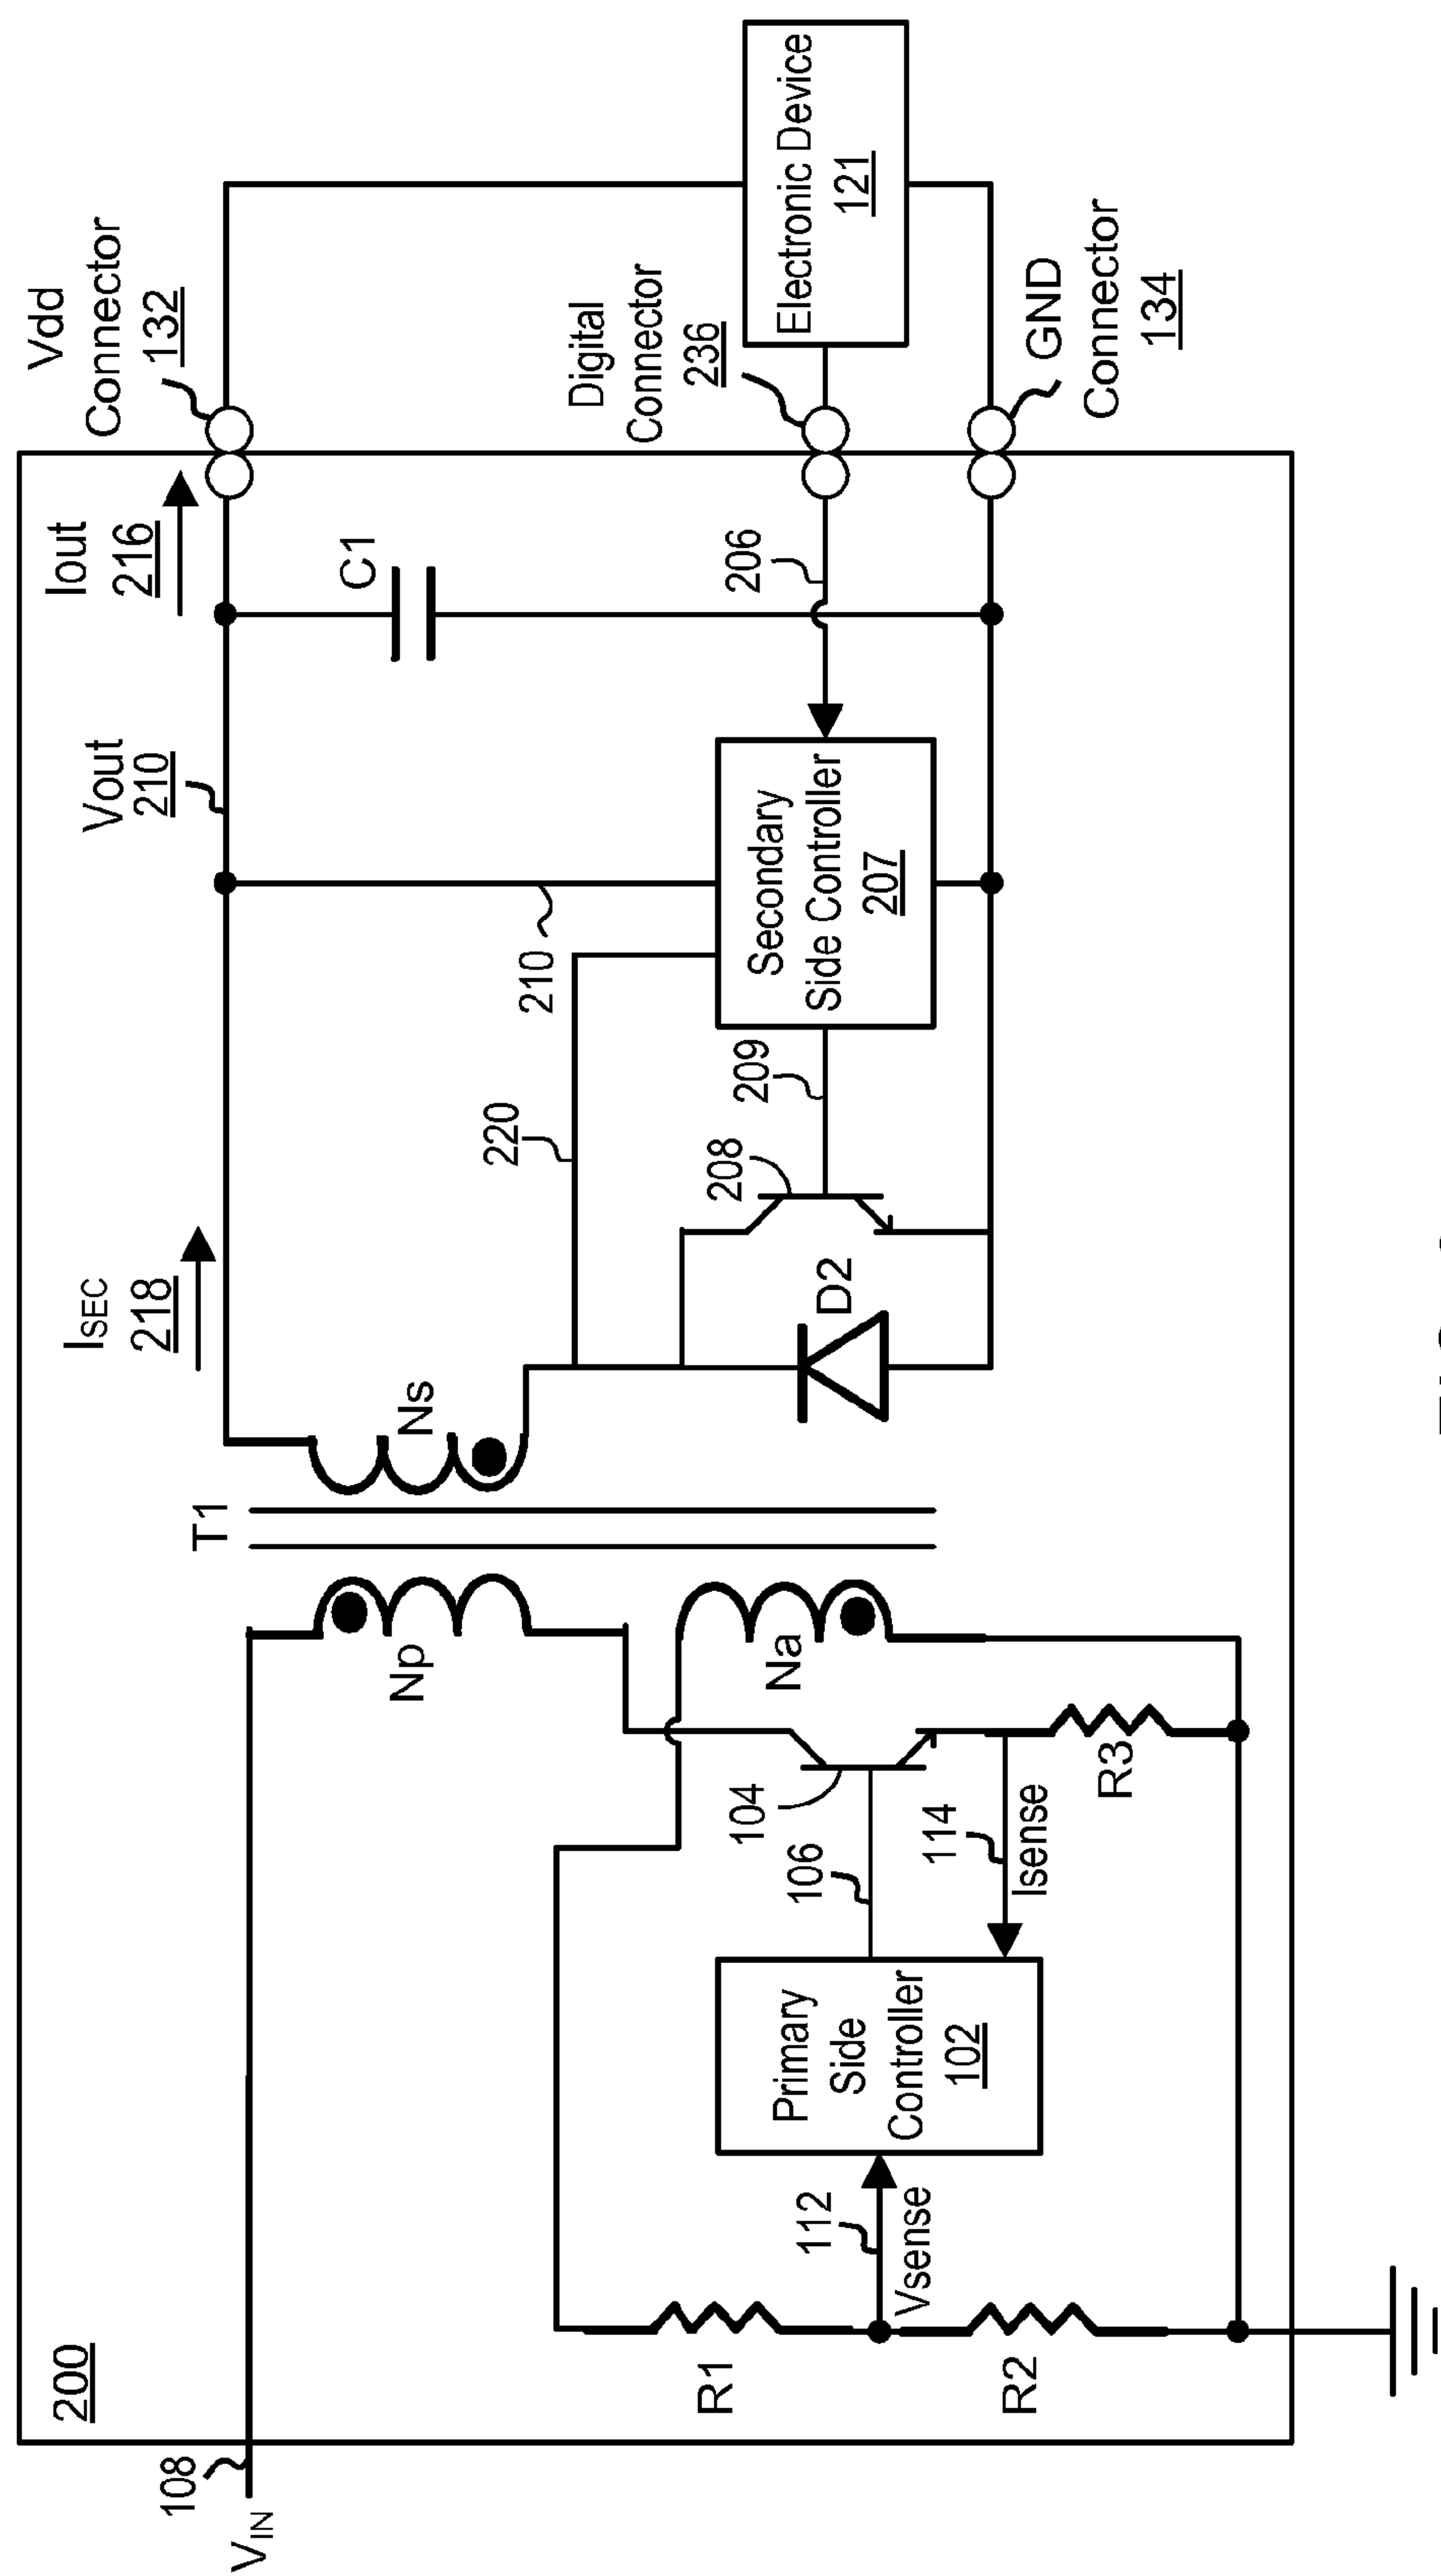 200
V_IN
108
R1
R2
112
Vsense
Primary
Side
Controller
102
106
104
114
Isense
R3
Np
Na
T1
Ns
I_SEC
218
D2
220
208
209
210
Vout
210
Secondary
Side Controller
207
Iout
216
C1
206
Vdd
Connector
132
Digital
Connector
236
GND
Connector
134
Electronic Device
121